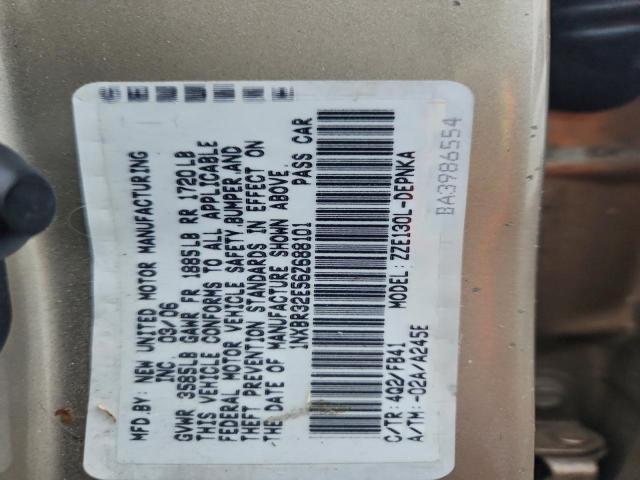 MFD.BY: NEW UNITED MOTOR MANUFACTURING
INC. 03/06
GVWR 3585LB GAWR FR 1885LB RR 1720LB
THIS VEHICLE CONFORMS TO ALL APPLICABLE
FEDERAL MOTOR VEHICLE SAFETY,BUMPER,AND
THEFT PREVENTION STANDARDS IN EFFECT ON
THE DATE OF MANUFACTURE SHOWN ABOVE.
1NXBR32E56Z688101 PASS CAR
C/TR: 4Q2/FB41 MODEL: ZZE130L-DEPNKA
A/TM: -02A/A245E
BA3986554